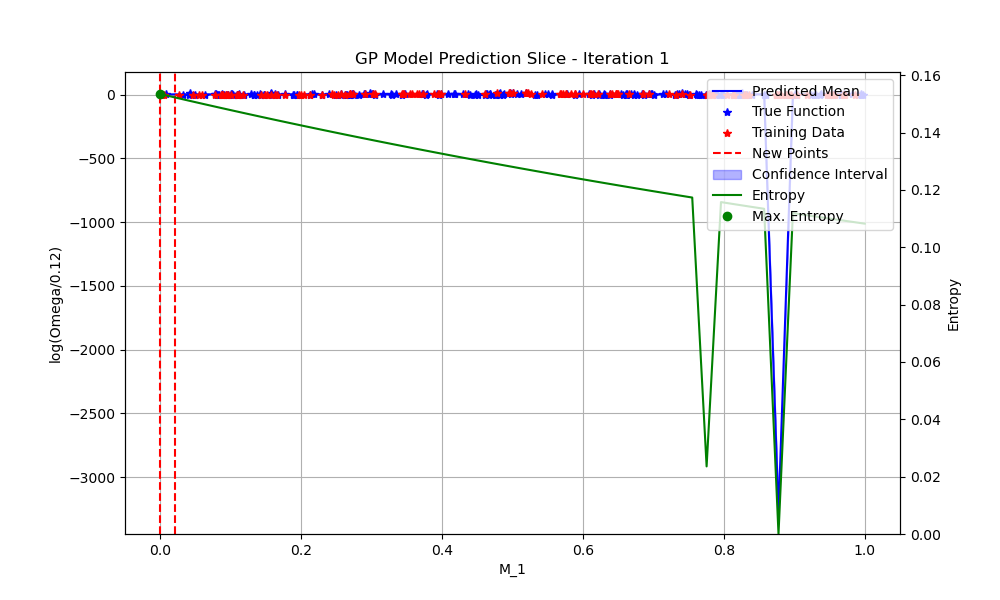 GP Model Prediction Slice - Iteration 1
0
−500
−1000
−1500
−2000
−2500
−3000
log(Omega/0.12)
0.0
0.2
0.4
0.6
0.8
1.0
M_1
0.16
0.14
0.12
0.10
0.08
0.06
0.04
0.02
0.00
Entropy
Predicted Mean
True Function
Training Data
New Points
Confidence Interval
Entropy
Max. Entropy